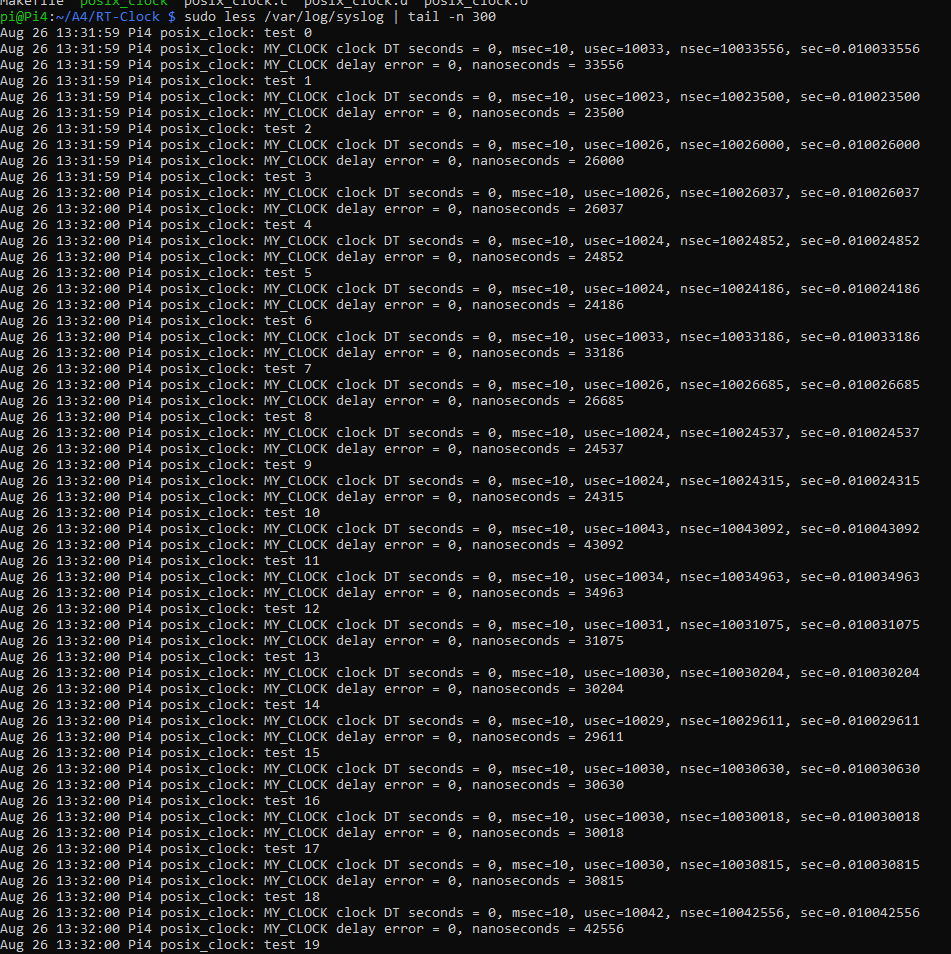 Makefile posix_clock posix_clock.c posix_clock.d posix_clock.o
pi@Pi4:~/A4/RT-Clock $ sudo less /var/log/syslog | tail -n 300
Aug 26 13:31:59 Pi4 posix_clock: test 0
Aug 26 13:31:59 Pi4 posix_clock: MY_CLOCK clock DT seconds = 0, msec=10, usec=10033, nsec=10033556, sec=0.010033556
Aug 26 13:31:59 Pi4 posix_clock: MY_CLOCK delay error = 0, nanoseconds = 33556
Aug 26 13:31:59 Pi4 posix_clock: test 1
Aug 26 13:31:59 Pi4 posix_clock: MY_CLOCK clock DT seconds = 0, msec=10, usec=10023, nsec=10023500, sec=0.010023500
Aug 26 13:31:59 Pi4 posix_clock: MY_CLOCK delay error = 0, nanoseconds = 23500
Aug 26 13:31:59 Pi4 posix_clock: test 2
Aug 26 13:31:59 Pi4 posix_clock: MY_CLOCK clock DT seconds = 0, msec=10, usec=10026, nsec=10026000, sec=0.010026000
Aug 26 13:31:59 Pi4 posix_clock: MY_CLOCK delay error = 0, nanoseconds = 26000
Aug 26 13:31:59 Pi4 posix_clock: test 3
Aug 26 13:32:00 Pi4 posix_clock: MY_CLOCK clock DT seconds = 0, msec=10, usec=10026, nsec=10026037, sec=0.010026037
Aug 26 13:32:00 Pi4 posix_clock: MY_CLOCK delay error = 0, nanoseconds = 26037
Aug 26 13:32:00 Pi4 posix_clock: test 4
Aug 26 13:32:00 Pi4 posix_clock: MY_CLOCK clock DT seconds = 0, msec=10, usec=10024, nsec=10024852, sec=0.010024852
Aug 26 13:32:00 Pi4 posix_clock: MY_CLOCK delay error = 0, nanoseconds = 24852
Aug 26 13:32:00 Pi4 posix_clock: test 5
Aug 26 13:32:00 Pi4 posix_clock: MY_CLOCK clock DT seconds = 0, msec=10, usec=10024, nsec=10024186, sec=0.010024186
Aug 26 13:32:00 Pi4 posix_clock: MY_CLOCK delay error = 0, nanoseconds = 24186
Aug 26 13:32:00 Pi4 posix_clock: test 6
Aug 26 13:32:00 Pi4 posix_clock: MY_CLOCK clock DT seconds = 0, msec=10, usec=10033, nsec=10033186, sec=0.010033186
Aug 26 13:32:00 Pi4 posix_clock: MY_CLOCK delay error = 0, nanoseconds = 33186
Aug 26 13:32:00 Pi4 posix_clock: test 7
Aug 26 13:32:00 Pi4 posix_clock: MY_CLOCK clock DT seconds = 0, msec=10, usec=10026, nsec=10026685, sec=0.010026685
Aug 26 13:32:00 Pi4 posix_clock: MY_CLOCK delay error = 0, nanoseconds = 26685
Aug 26 13:32:00 Pi4 posix_clock: test 8
Aug 26 13:32:00 Pi4 posix_clock: MY_CLOCK clock DT seconds = 0, msec=10, usec=10024, nsec=10024537, sec=0.010024537
Aug 26 13:32:00 Pi4 posix_clock: MY_CLOCK delay error = 0, nanoseconds = 24537
Aug 26 13:32:00 Pi4 posix_clock: test 9
Aug 26 13:32:00 Pi4 posix_clock: MY_CLOCK clock DT seconds = 0, msec=10, usec=10024, nsec=10024315, sec=0.010024315
Aug 26 13:32:00 Pi4 posix_clock: MY_CLOCK delay error = 0, nanoseconds = 24315
Aug 26 13:32:00 Pi4 posix_clock: test 10
Aug 26 13:32:00 Pi4 posix_clock: MY_CLOCK clock DT seconds = 0, msec=10, usec=10043, nsec=10043092, sec=0.010043092
Aug 26 13:32:00 Pi4 posix_clock: MY_CLOCK delay error = 0, nanoseconds = 43092
Aug 26 13:32:00 Pi4 posix_clock: test 11
Aug 26 13:32:00 Pi4 posix_clock: MY_CLOCK clock DT seconds = 0, msec=10, usec=10034, nsec=10034963, sec=0.010034963
Aug 26 13:32:00 Pi4 posix_clock: MY_CLOCK delay error = 0, nanoseconds = 34963
Aug 26 13:32:00 Pi4 posix_clock: test 12
Aug 26 13:32:00 Pi4 posix_clock: MY_CLOCK clock DT seconds = 0, msec=10, usec=10031, nsec=10031075, sec=0.010031075
Aug 26 13:32:00 Pi4 posix_clock: MY_CLOCK delay error = 0, nanoseconds = 31075
Aug 26 13:32:00 Pi4 posix_clock: test 13
Aug 26 13:32:00 Pi4 posix_clock: MY_CLOCK clock DT seconds = 0, msec=10, usec=10030, nsec=10030204, sec=0.010030204
Aug 26 13:32:00 Pi4 posix_clock: MY_CLOCK delay error = 0, nanoseconds = 30204
Aug 26 13:32:00 Pi4 posix_clock: test 14
Aug 26 13:32:00 Pi4 posix_clock: MY_CLOCK clock DT seconds = 0, msec=10, usec=10029, nsec=10029611, sec=0.010029611
Aug 26 13:32:00 Pi4 posix_clock: MY_CLOCK delay error = 0, nanoseconds = 29611
Aug 26 13:32:00 Pi4 posix_clock: test 15
Aug 26 13:32:00 Pi4 posix_clock: MY_CLOCK clock DT seconds = 0, msec=10, usec=10030, nsec=10030630, sec=0.010030630
Aug 26 13:32:00 Pi4 posix_clock: MY_CLOCK delay error = 0, nanoseconds = 30630
Aug 26 13:32:00 Pi4 posix_clock: test 16
Aug 26 13:32:00 Pi4 posix_clock: MY_CLOCK clock DT seconds = 0, msec=10, usec=10030, nsec=10030018, sec=0.010030018
Aug 26 13:32:00 Pi4 posix_clock: MY_CLOCK delay error = 0, nanoseconds = 30018
Aug 26 13:32:00 Pi4 posix_clock: test 17
Aug 26 13:32:00 Pi4 posix_clock: MY_CLOCK clock DT seconds = 0, msec=10, usec=10030, nsec=10030815, sec=0.010030815
Aug 26 13:32:00 Pi4 posix_clock: MY_CLOCK delay error = 0, nanoseconds = 30815
Aug 26 13:32:00 Pi4 posix_clock: test 18
Aug 26 13:32:00 Pi4 posix_clock: MY_CLOCK clock DT seconds = 0, msec=10, usec=10042, nsec=10042556, sec=0.010042556
Aug 26 13:32:00 Pi4 posix_clock: MY_CLOCK delay error = 0, nanoseconds = 42556
Aug 26 13:32:00 Pi4 posix_clock: test 19